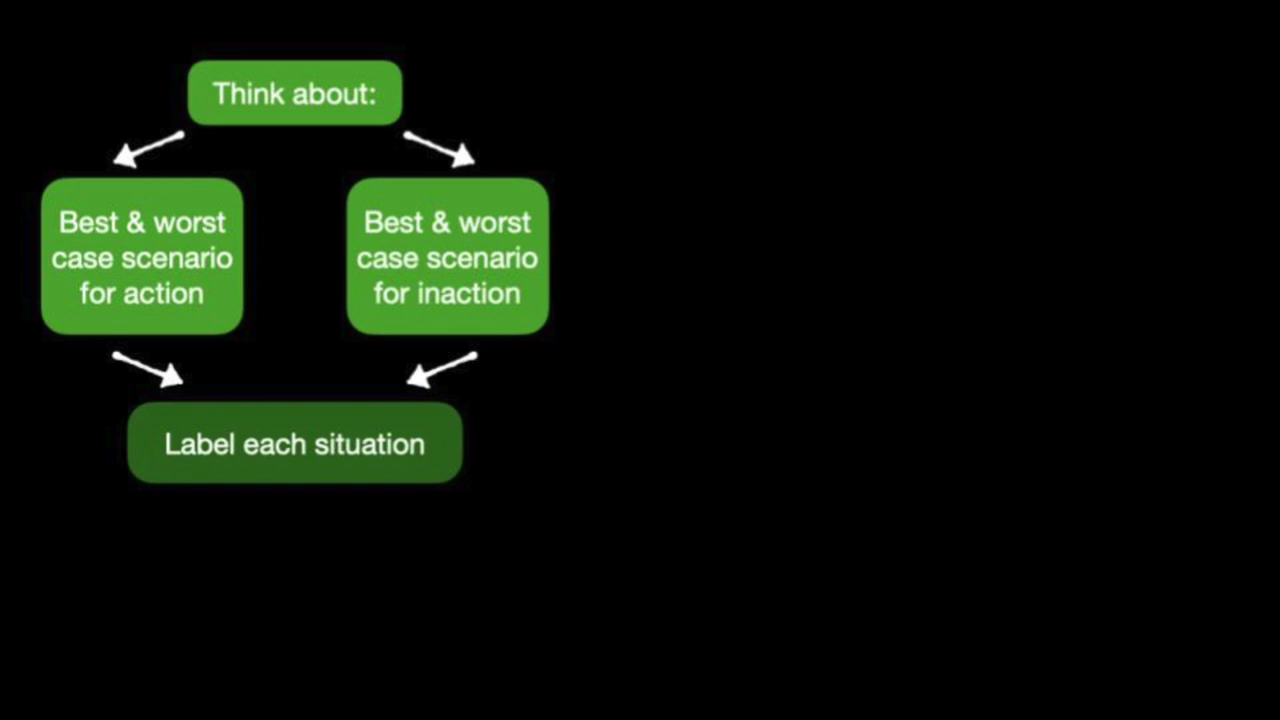 Think about:
Best & worst
case scenario
for action
Best & worst
case scenario
for inaction
Label each situation